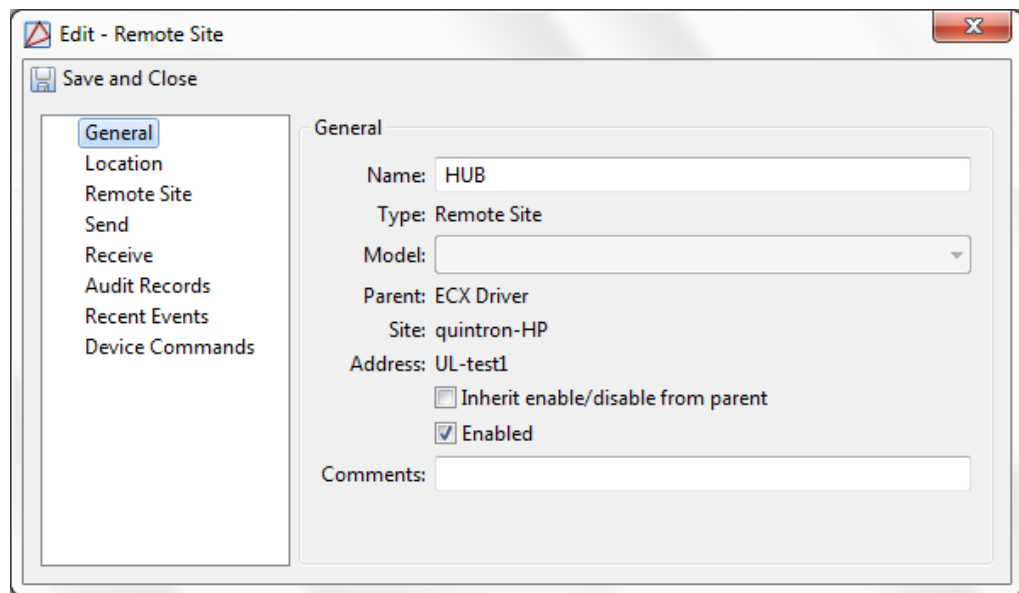 Edit - Remote Site
Save and Close
General
Location
Remote Site
Send
Receive
Audit Records
Recent Events
Device Commands
General
Name: HUB
Type: Remote Site
Model:
Parent: ECX Driver
Site: quintron-HP
Address: UL-test1
Inherit enable/disable from parent
Enabled
Comments: